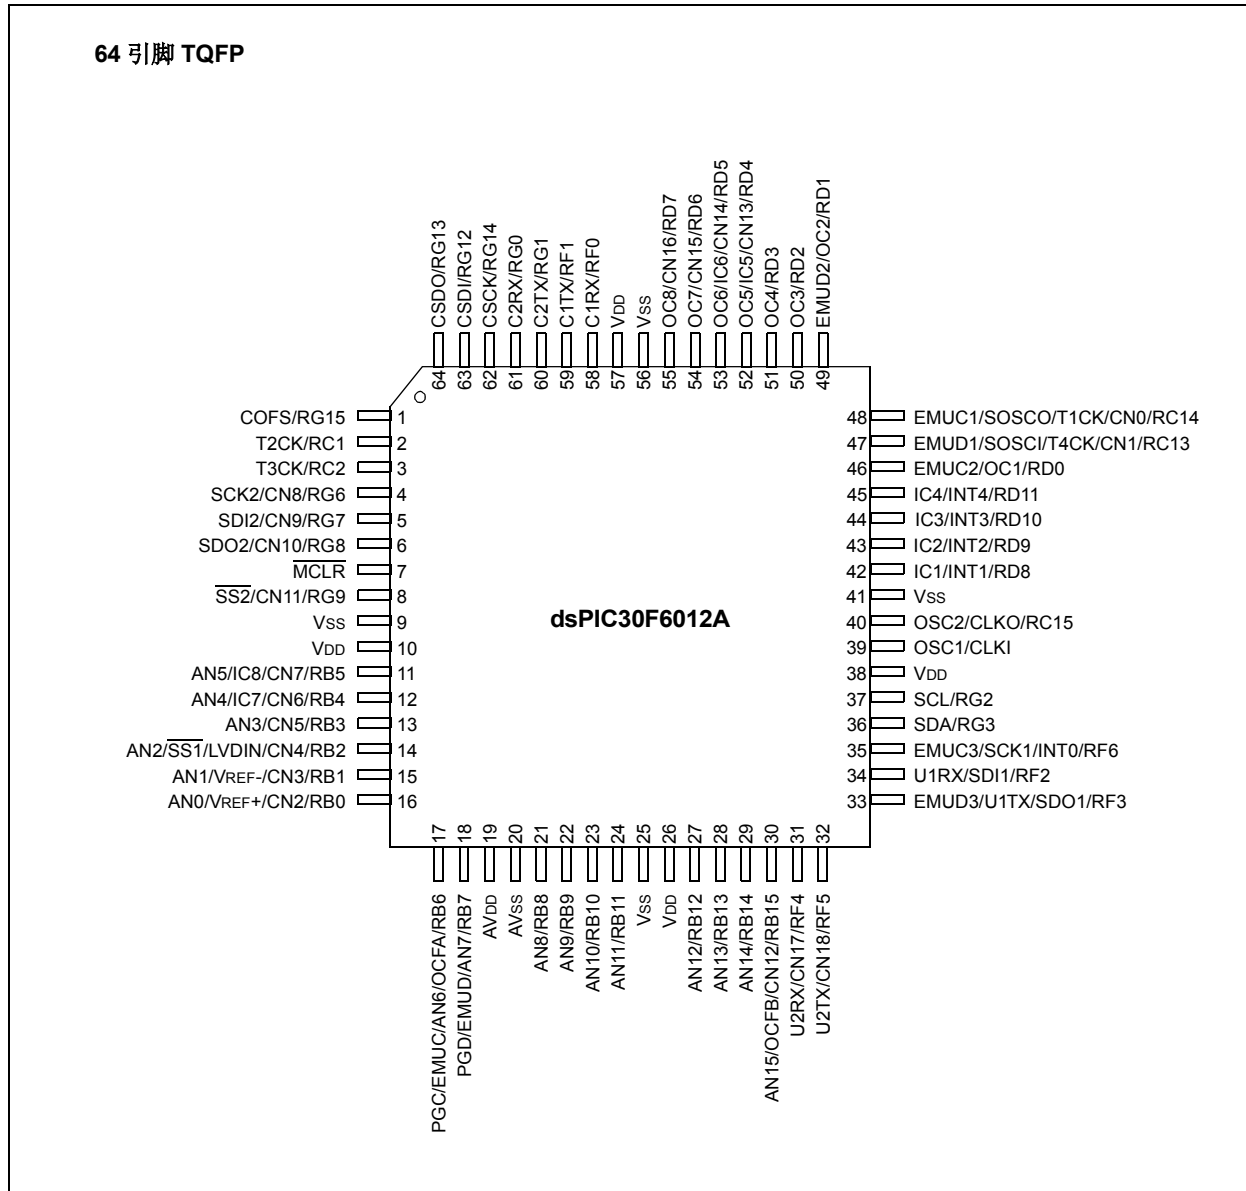 64 引脚 TQFP
CSDO/RG13
CSDI/RG12
CSCK/RG14
C2RX/RG0
C2TX/RG1
C1TX/RF1
C1RX/RF0
VDD
VSS
OC8/CN16/RD7
OC7/CN15/RD6
OC6/IC6/CN14/RD5
OC5/IC5/CN13/RD4
OC4/RD3
OC3/RD2
EMUD2/OC2/RD1
64
63
62
61
60
59
58
57
56
55
54
53
52
51
50
49
COFS/RG15 1
T2CK/RC1 2
T3CK/RC2 3
SCK2/CN8/RG6 4
SDI2/CN9/RG7 5
SDO2/CN10/RG8 6
MCLR 7
SS2/CN11/RG9 8
VSS 9
VDD 10
AN5/IC8/CN7/RB5 11
AN4/IC7/CN6/RB4 12
AN3/CN5/RB3 13
AN2/SS1/LVDIN/CN4/RB2 14
AN1/VREF-/CN3/RB1 15
AN0/VREF+/CN2/RB0 16
dsPIC30F6012A
48 EMUC1/SOSCO/T1CK/CN0/RC14
47 EMUD1/SOSCI/T4CK/CN1/RC13
46 EMUC2/OC1/RD0
45 IC4/INT4/RD11
44 IC3/INT3/RD10
43 IC2/INT2/RD9
42 IC1/INT1/RD8
41 VSS
40 OSC2/CLKO/RC15
39 OSC1/CLKI
38 VDD
37 SCL/RG2
36 SDA/RG3
35 EMUC3/SCK1/INT0/RF6
34 U1RX/SDI1/RF2
33 EMUD3/U1TX/SDO1/RF3
17
18
19
20
21
22
23
24
25
26
27
28
29
30
31
32
PGC/EMUC/AN6/OCFA/RB6
PGD/EMUD/AN7/RB7
AVDD
AVSS
AN8/RB8
AN9/RB9
AN10/RB10
AN11/RB11
VSS
VDD
AN12/RB12
AN13/RB13
AN14/RB14
AN15/OCFB/CN12/RB15
U2RX/CN17/RF4
U2TX/CN18/RF5